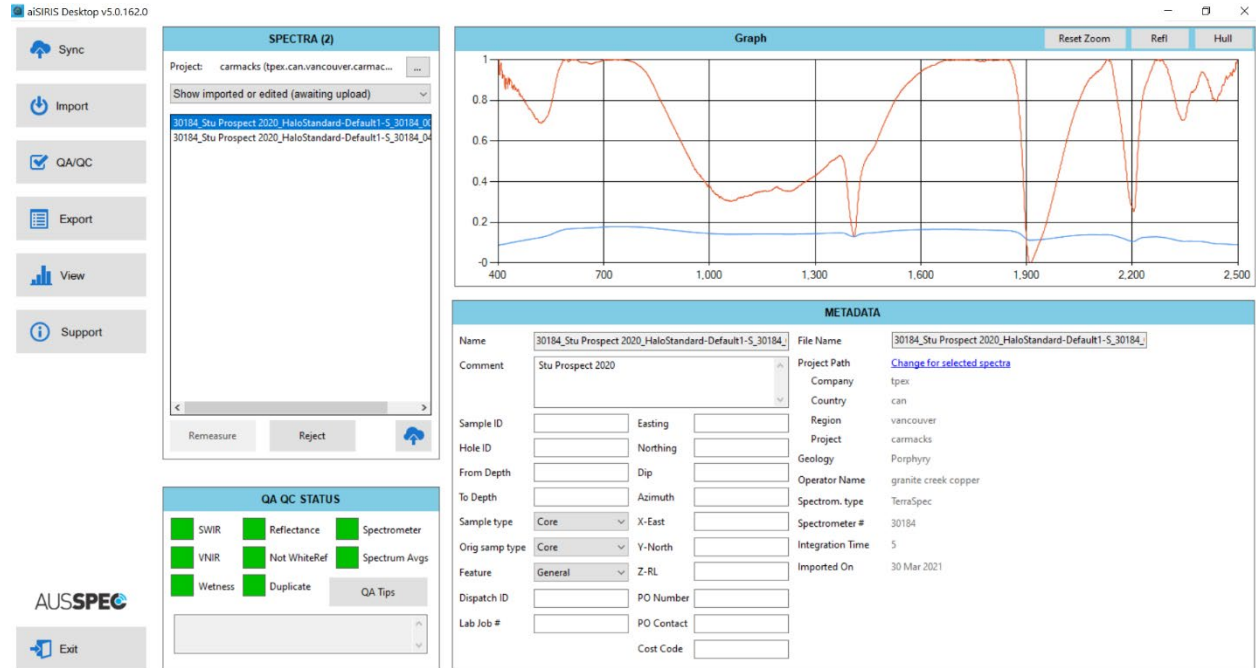 aiSIRIS Desktop v5.0.162.0
Sync
Import
QA/QC
Export
View
Support
AUSSPEC
Exit
SPECTRA (2)
Project: carmacks (tpex.can.vancouver.carmac... ...
Show imported or edited (awaiting upload)
30184_Stu Prospect 2020_HaloStandard-Default1-S_30184_00
30184_Stu Prospect 2020_HaloStandard-Default1-S_30184_04
Remeasure Reject
QA QC STATUS
SWIR Reflectance Spectrometer
VNIR Not WhiteRef Spectrum Avgs
Wetness Duplicate QA Tips
Graph Reset Zoom Refl Hull
1
0.8
0.6
0.4
0.2
-0
400 700 1,000 1,300 1,600 1,900 2,200 2,500
METADATA
Name 30184_Stu Prospect 2020_HaloStandard-Default1-S_30184_
Comment Stu Prospect 2020
Sample ID Easting
Hole ID Northing
From Depth Dip
To Depth Azimuth
Sample type Core X-East
Orig samp type Core Y-North
Feature General Z-RL
Dispatch ID PO Number
Lab Job # PO Contact
Cost Code
File Name 30184_Stu Prospect 2020_HaloStandard-Default1-S_30184_
Project Path Change for selected spectra
Company tpex
Country can
Region vancouver
Project carmacks
Geology Porphyry
Operator Name granite creek copper
Spectrom. type TerraSpec
Spectrometer # 30184
Integration Time 5
Imported On 30 Mar 2021